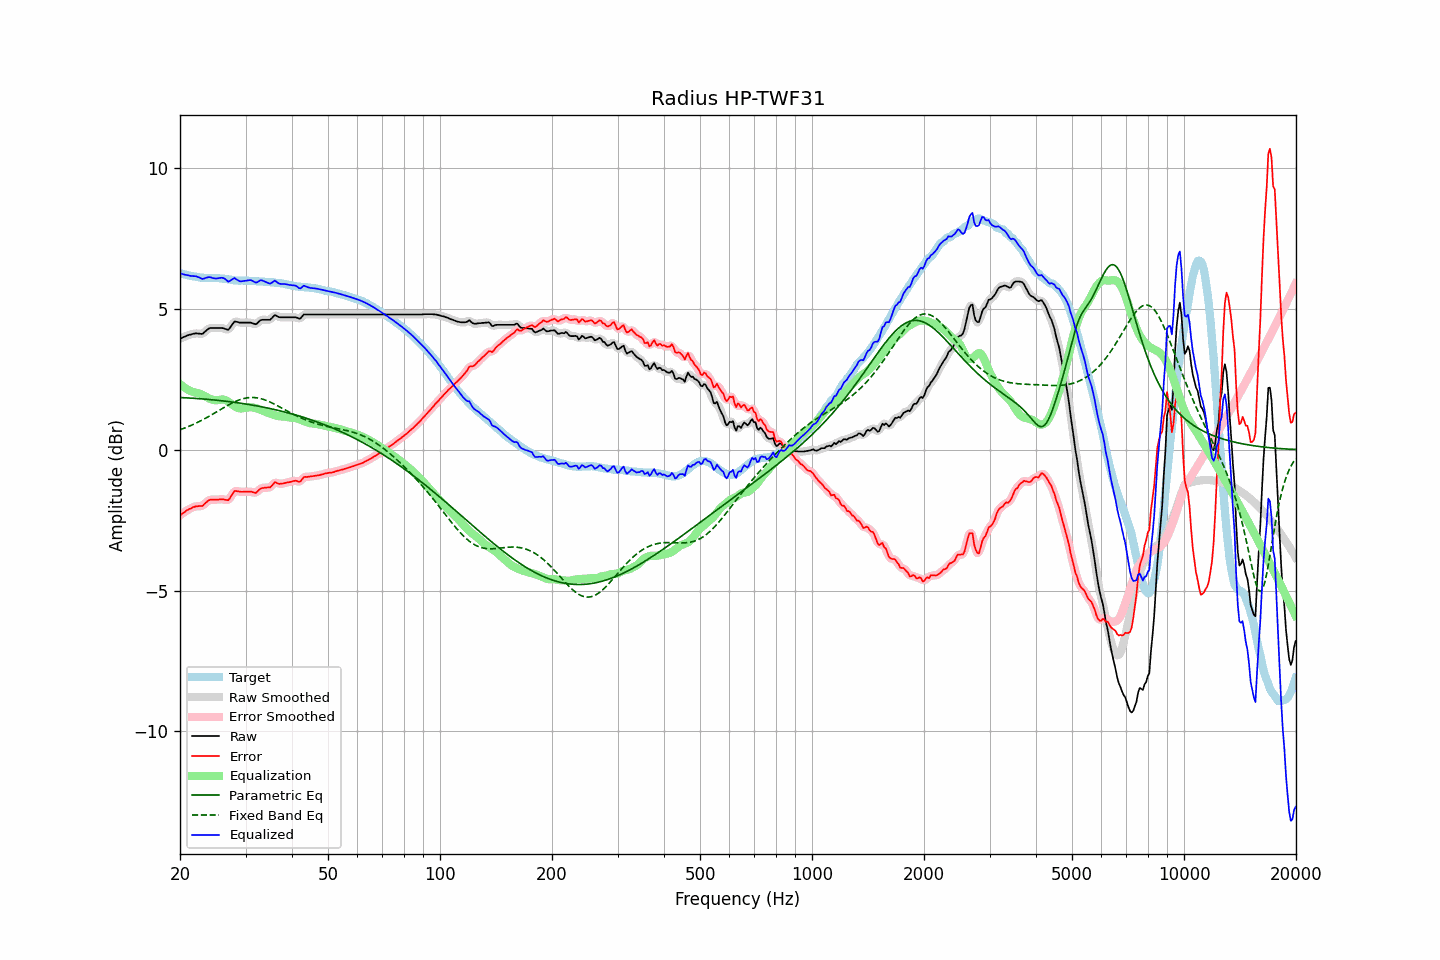 Radius HP-TWF31
Amplitude (dBr)
10
5
0
−5
−10
Target
Raw Smoothed
Error Smoothed
Raw
Error
Equalization
Parametric Eq
Fixed Band Eq
Equalized
20 50 100 200 500 1000 2000 5000 10000 20000
Frequency (Hz)